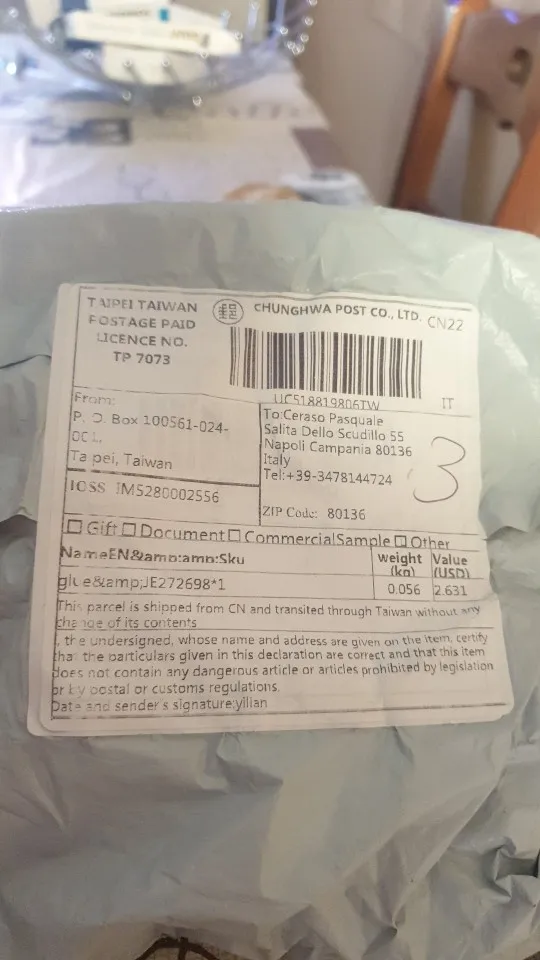 TAIPEI TAIWAN
POSTAGE PAID
LICENCE NO.
TP 7073
CHUNGHWA POST CO., LTD.
CN22
UC518819806TW
IT
From:
P. O. Box 100561-024-
Taipei, Taiwan
IOSS IM5280002556
To:Ceraso Pasquale
Salita Dello Scudillo 55
Napoli Campania 80136
Italy
Tel:+39-3478144724
ZIP Code: 80136
3
Gift Document CommercialSample Other
NameEN&amp;amp;Sku
weight (kg)
Value (USD)
glue&amp;JE272698*1
0.056
2.631
This parcel is shipped from CN and transited through Taiwan without any
change of its contents
, the undersigned, whose name and address are given on the item, certify
that the particulars given in this declaration are correct and that this item
does not contain any dangerous article or articles prohibited by legislation
or by postal or customs regulations.
Date and sender's signature:yilian